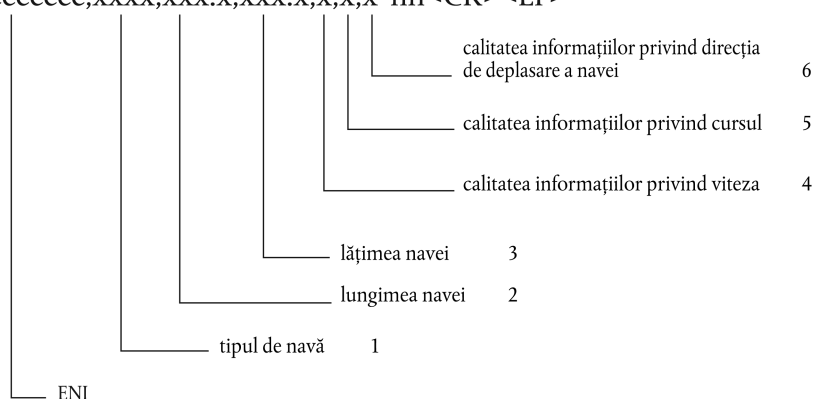 calitatea informațiilor privind direcția
de deplasare a navei 6
calitatea informațiilor privind cursul 5
calitatea informațiilor privind viteza 4
lățimea navei 3
lungimea navei 2
tipul de navă 1
ENI